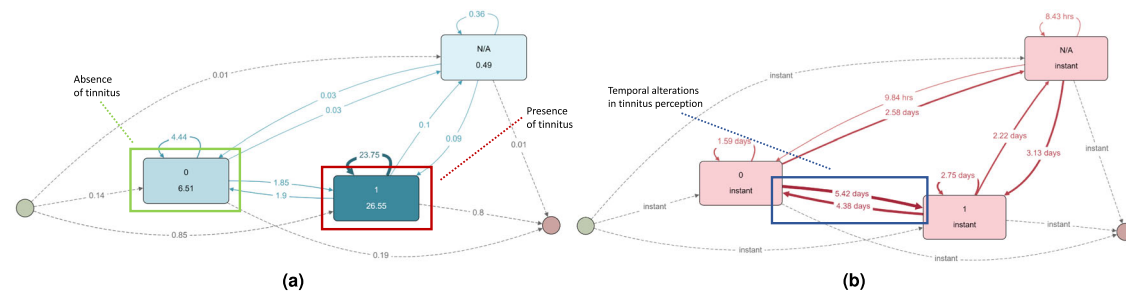 0.36
N/A
0.49
Absence
of tinnitus
0.01
0.03
0.03
Presence
of tinnitus
0.1
0.09
0.01
4.44
23.75
0
6.51
1.85
1.9
1
26.55
0.14
0.85
0.8
0.19
(a)
8.43 hrs
N/A
instant
instant
Temporal alterations
in tinnitus perception
9.84 hrs
2.58 days
2.22 days
3.13 days
instant
1.59 days
2.75 days
0
instant
5.42 days
4.38 days
1
instant
instant
instant
instant
instant
(b)